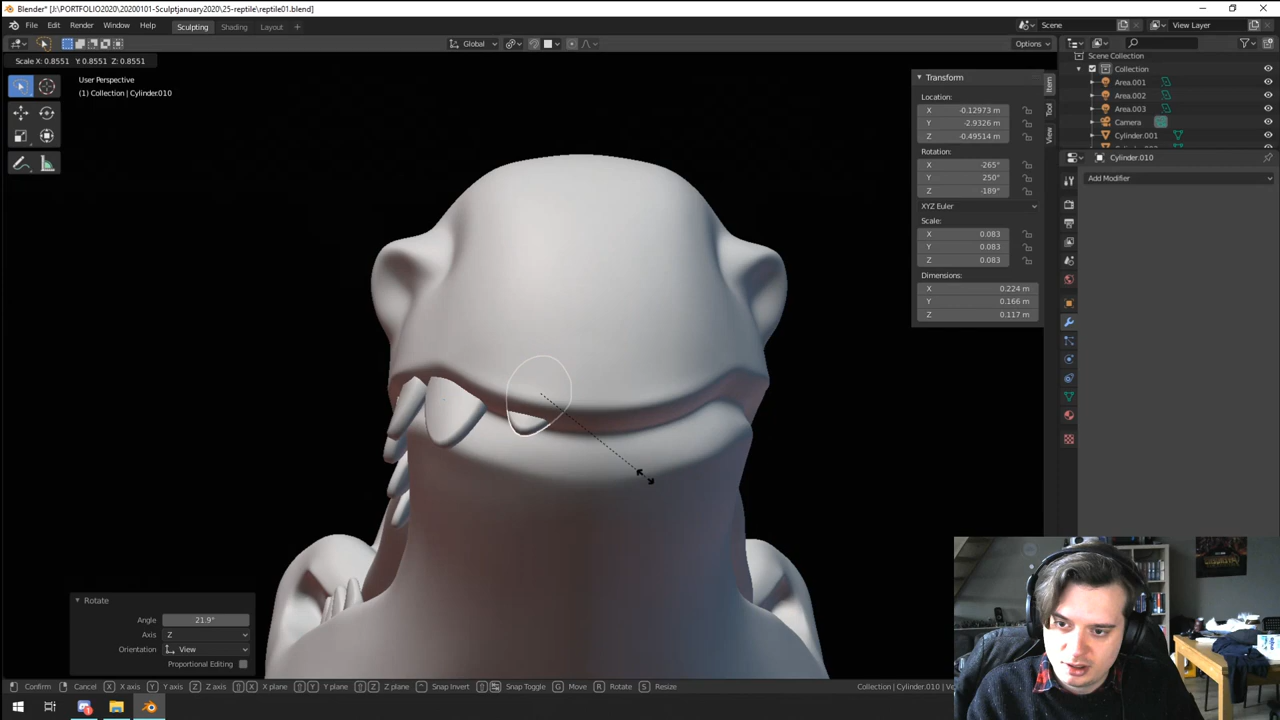 Blender* [J:\PORTFOLIO2020\20200101-Sculptjanuary2020\25-reptile\reptile01.blend]
File Edit Render Window Help Sculpting Shading Layout + Scene View Layer
Global Options
Scale X: 0.8551 Y: 0.8551 Z: 0.8551
User Perspective
(1) Collection | Cylinder.010
Transform
Location:
X -0.12973 m
Y -2.9326 m
Z -0.49514 m
Rotation:
X -265°
Y 250°
Z -189°
XYZ Euler
Scale:
X 0.083
Y 0.083
Z 0.083
Dimensions:
X 0.224 m
Y 0.166 m
Z 0.117 m
Item
Tool
View
Scene Collection
Collection
Area.001
Area.002
Area.003
Camera
Cylinder.001
Cylinder.010
Add Modifier
Rotate
Angle 21.9°
Axis Z
Orientation View
Proportional Editing
Confirm Cancel X X axis Y Y axis Z Z axis X X plane Y Y plane Z Z plane Snap Invert Snap Toggle G Move R Rotate S Resize
Collection | Cylinder.010